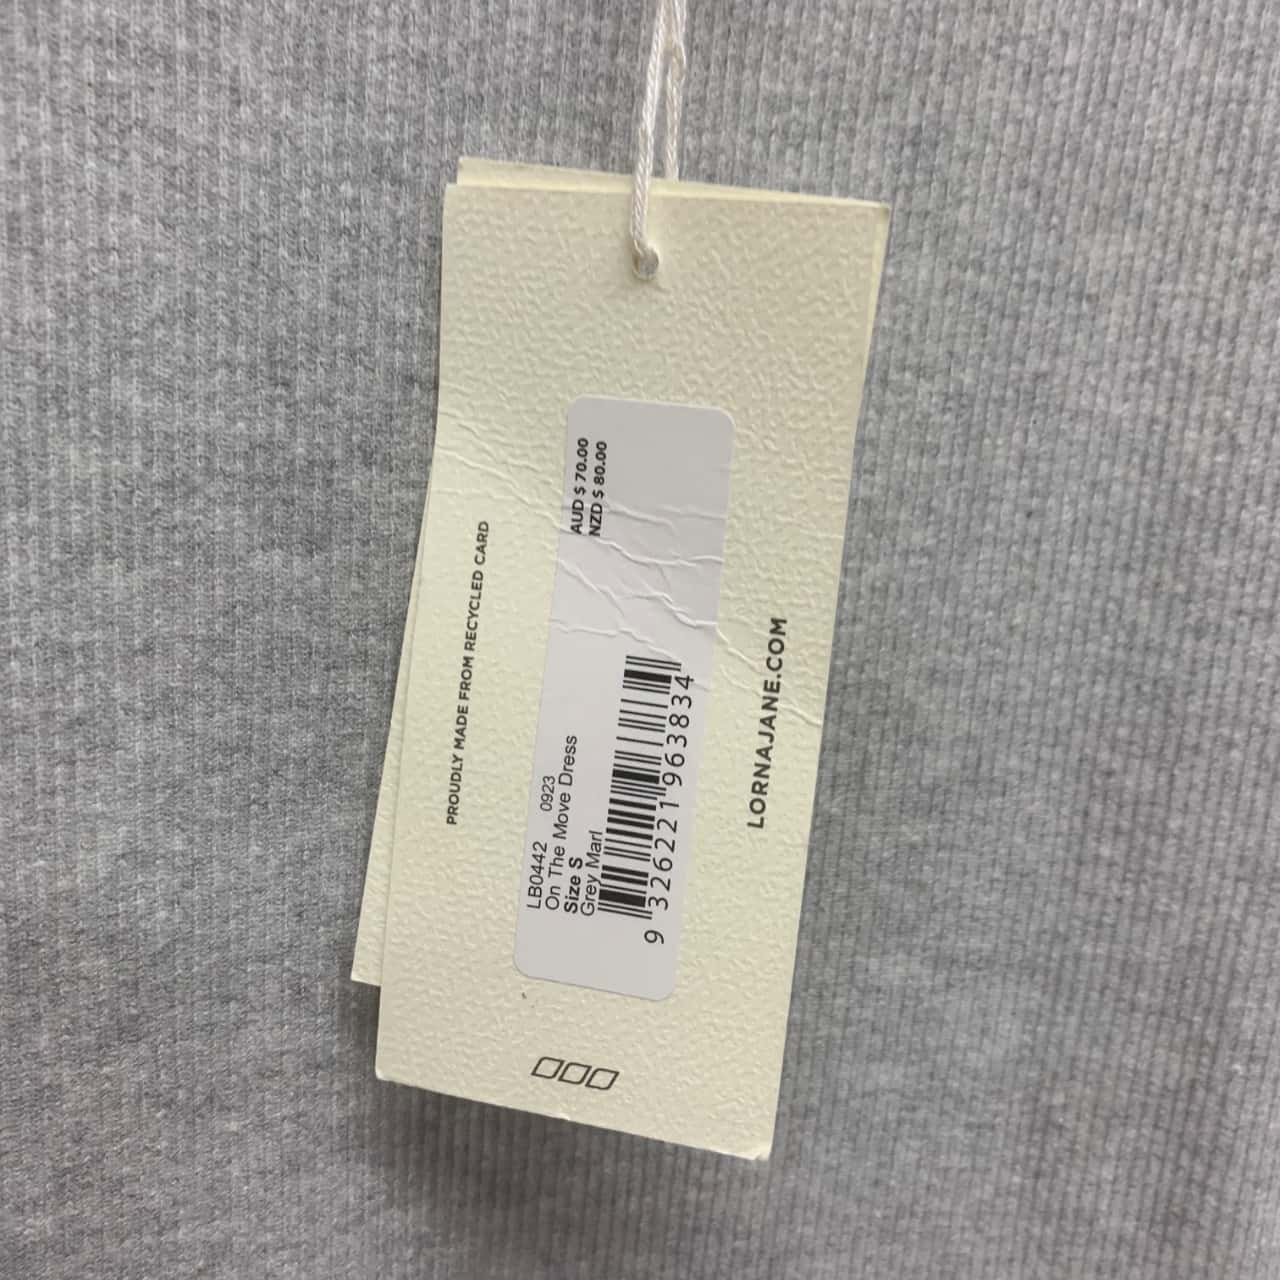 PROUDLY MADE FROM RECYCLED CARD
LB0442 0923
On The Move Dress
Size S
Grey Marl
AUD $ 70.00
NZD $ 80.00
9 326221 963834
LORNAJANE.COM